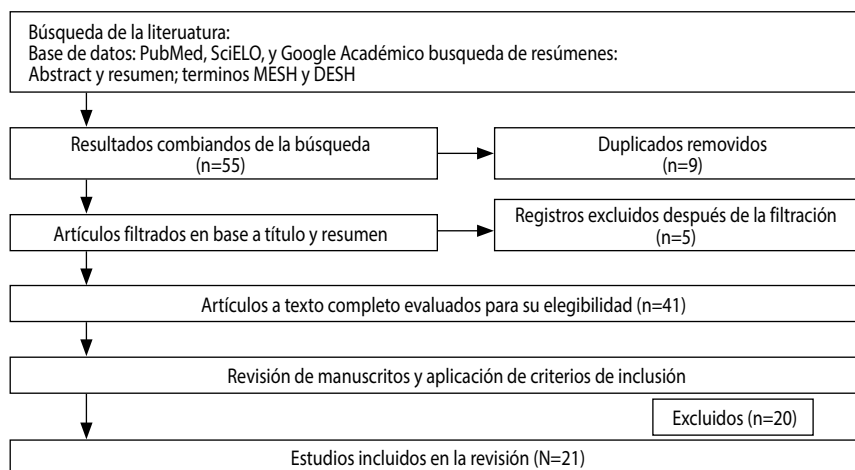 Búsqueda de la literuatura:
Base de datos: PubMed, SciELO, y Google Académico busqueda de resúmenes:
Abstract y resumen; terminos MESH y DESH
Resultados combiandos de la búsqueda
(n=55)
Duplicados removidos
(n=9)
Artículos filtrados en base a título y resumen
Registros excluidos después de la filtración
(n=5)
Artículos a texto completo evaluados para su elegibilidad (n=41)
Revisión de manuscritos y aplicación de criterios de inclusión
Excluidos (n=20)
Estudios incluidos en la revisión (N=21)